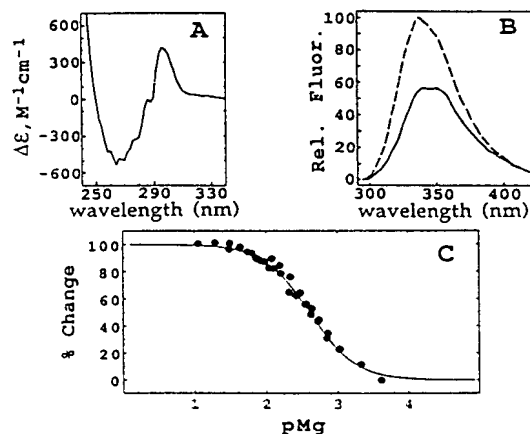 A
Δε, M⁻¹cm⁻¹
300
0
-300
-600
250 290 330
wavelength (nm)
B
Rel. Fluor.
100
80
60
40
20
0
300 350 400
wavelength (nm)
C
% Change
100
80
60
40
20
0
1 2 3 4
pMg